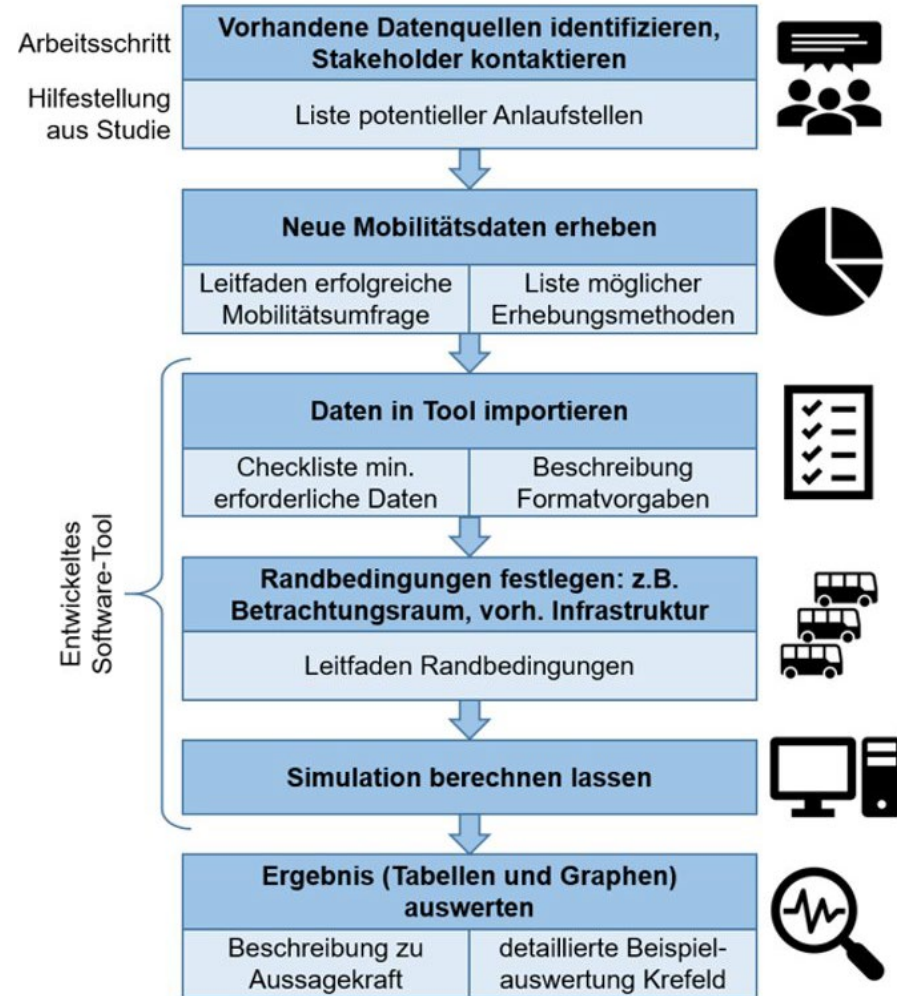 Arbeitsschritt
Vorhandene Datenquellen identifizieren,
Stakeholder kontaktieren
Hilfestellung
aus Studie
Liste potentieller Anlaufstellen
Neue Mobilitätsdaten erheben
Leitfaden erfolgreiche
Mobilitätsumfrage
Liste möglicher
Erhebungsmethoden
Entwickeltes
Software-Tool
Daten in Tool importieren
Checkliste min.
erforderliche Daten
Beschreibung
Formatvorgaben
Randbedingungen festlegen: z.B.
Betrachtungsraum, vorh. Infrastruktur
Leitfaden Randbedingungen
Simulation berechnen lassen
Ergebnis (Tabellen und Graphen)
auswerten
Beschreibung zu
Aussagekraft
detaillierte Beispiel-
auswertung Krefeld